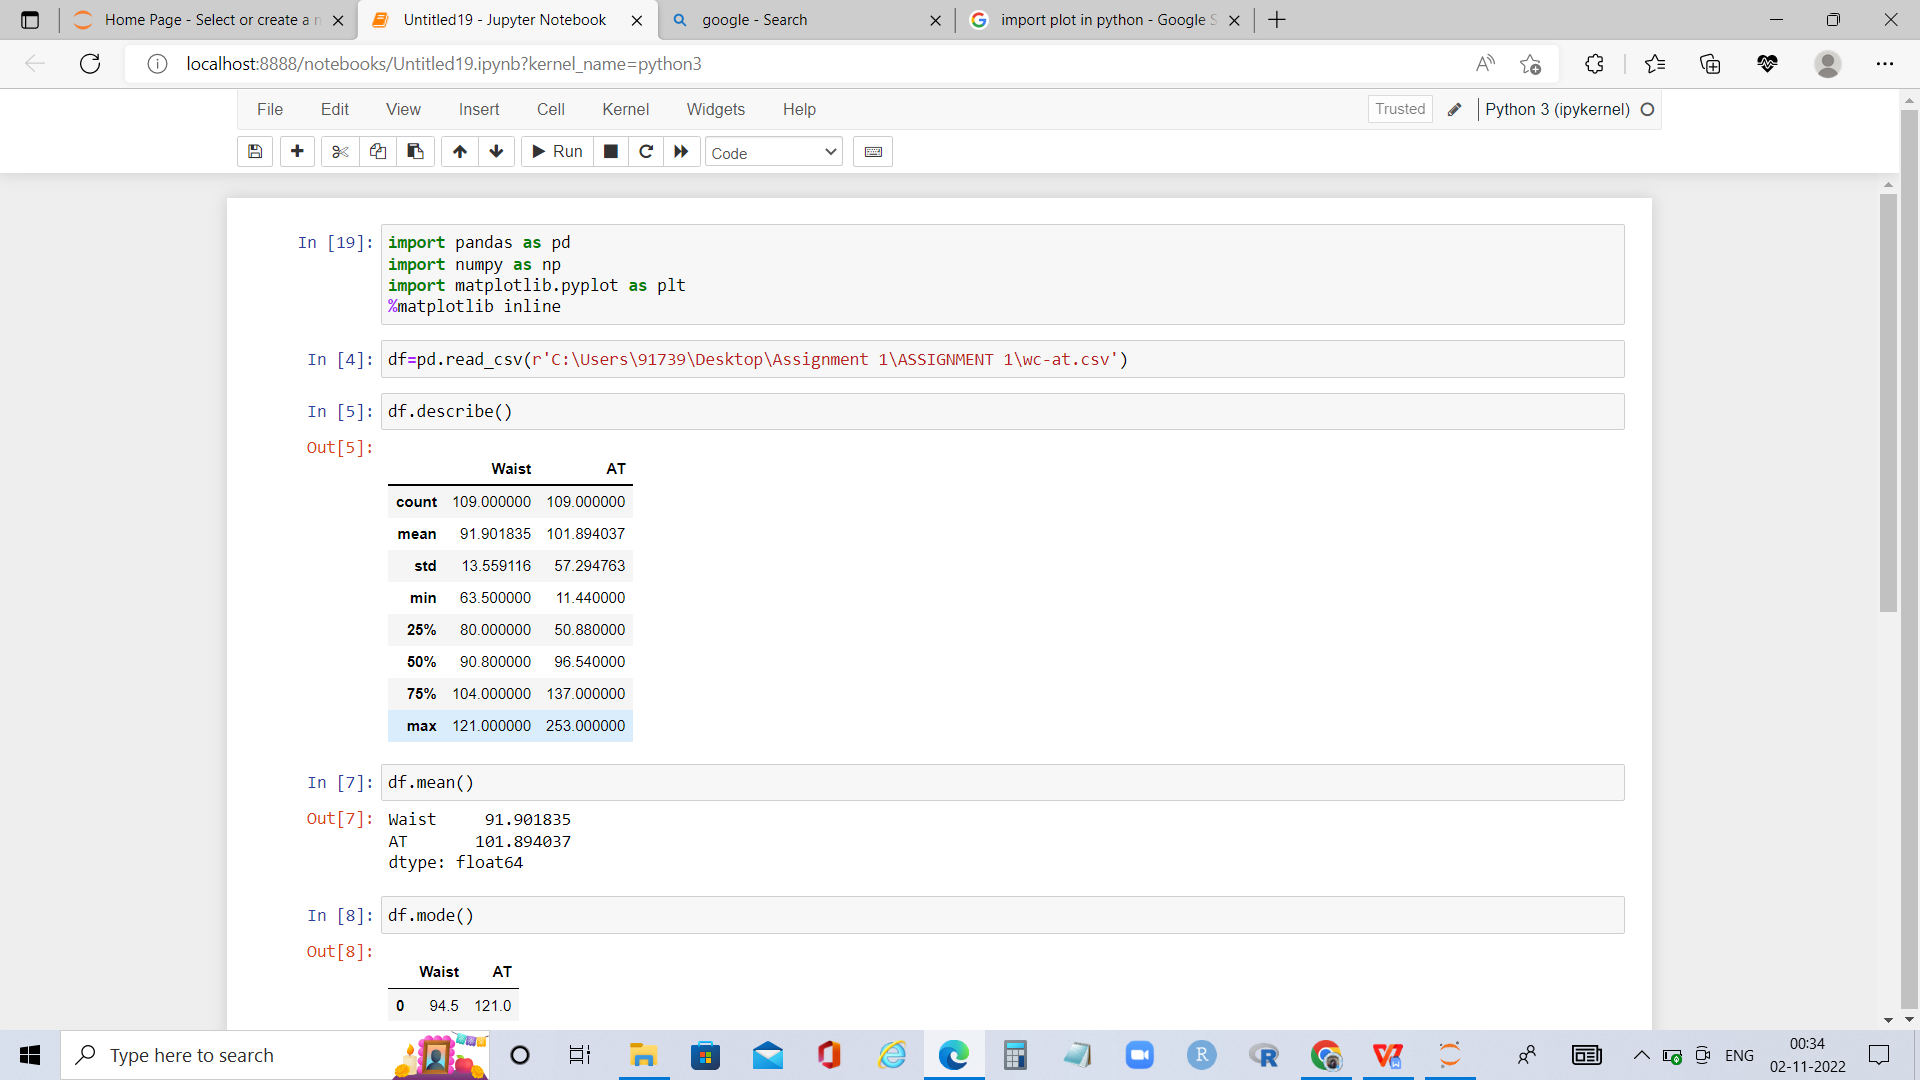 Home Page - Select or create a n
Untitled19 - Jupyter Notebook
google - Search
import plot in python - Google S
localhost:8888/notebooks/Untitled19.ipynb?kernel_name=python3
File Edit View Insert Cell Kernel Widgets Help
Trusted
Python 3 (ipykernel)
Run
Code
In [19]:
import pandas as pd
import numpy as np
import matplotlib.pyplot as plt
%matplotlib inline
In [4]: df=pd.read_csv(r'C:\Users\91739\Desktop\Assignment 1\ASSIGNMENT 1\wc-at.csv')
In [5]: df.describe()
Out[5]:
Waist AT
count 109.000000 109.000000
mean 91.901835 101.894037
std 13.559116 57.294763
min 63.500000 11.440000
25% 80.000000 50.880000
50% 90.800000 96.540000
75% 104.000000 137.000000
max 121.000000 253.000000
In [7]: df.mean()
Out[7]: Waist 91.901835
AT 101.894037
dtype: float64
In [8]: df.mode()
Out[8]:
Waist AT
0 94.5 121.0
Type here to search
ENG
00:34
02-11-2022